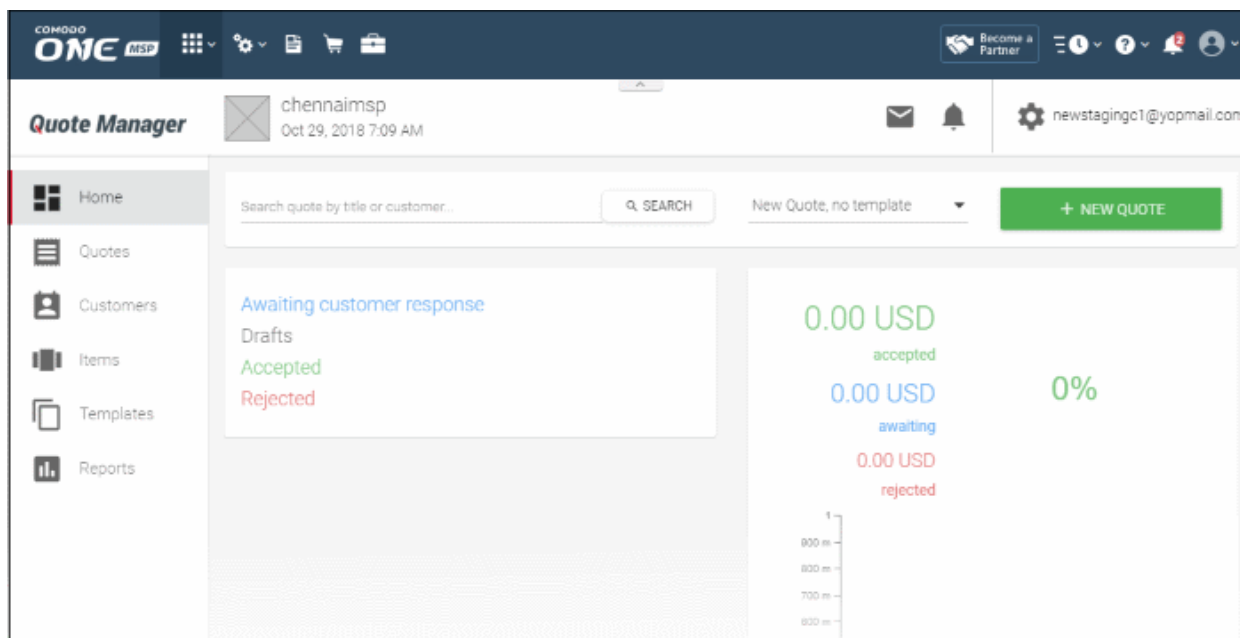 COMODO
ONE MSP
Become a
Partner
2
Quote Manager
chennaimsp
Oct 29, 2018 7:09 AM
newstagingc1@yopmail.com
Home
Quotes
Customers
Items
Templates
Reports
Search quote by title or customer...
SEARCH
New Quote, no template
+ NEW QUOTE
Awaiting customer response
Drafts
Accepted
Rejected
0.00 USD
accepted
0.00 USD
awaiting
0.00 USD
rejected
0%
1
900 m
800 m
700 m
600 m